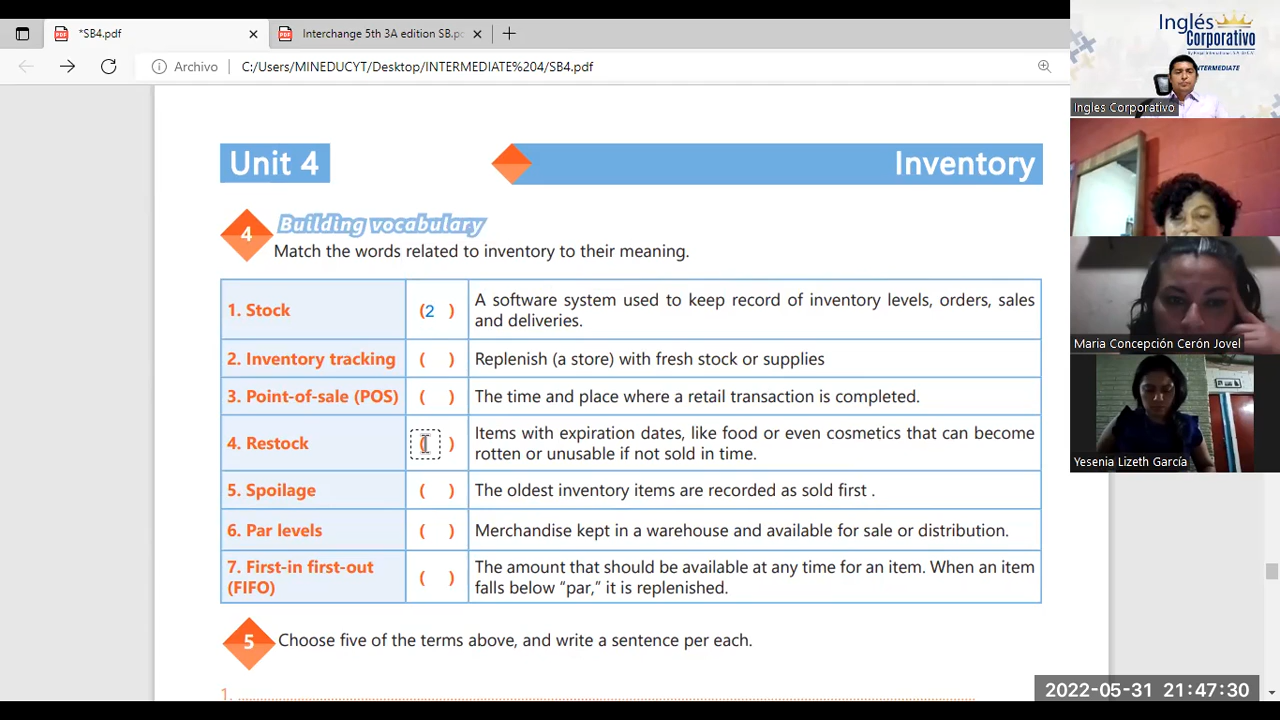 *SB4.pdf
Interchange 5th 3A edition SB.pc
Archivo
C:/Users/MINEDUCYT/Desktop/INTERMEDIATE%204/SB4.pdf
Unit 4
Inventory
4
Building vocabulary
Match the words related to inventory to their meaning.
1. Stock
(2 )
A software system used to keep record of inventory levels, orders, sales
and deliveries.
2. Inventory tracking
( )
Replenish (a store) with fresh stock or supplies
3. Point-of-sale (POS)
( )
The time and place where a retail transaction is completed.
4. Restock
( )
Items with expiration dates, like food or even cosmetics that can become
rotten or unusable if not sold in time.
5. Spoilage
( )
The oldest inventory items are recorded as sold first .
6. Par levels
( )
Merchandise kept in a warehouse and available for sale or distribution.
7. First-in first-out
(FIFO)
( )
The amount that should be available at any time for an item. When an item
falls below “par,” it is replenished.
5
Choose five of the terms above, and write a sentence per each.
1.
Inglés
Corporativo
INTERMEDIATE
Ingles Corporativo
Maria Concepción Cerón Jovel
Yesenia Lizeth García
2022-05-31 21:47:30